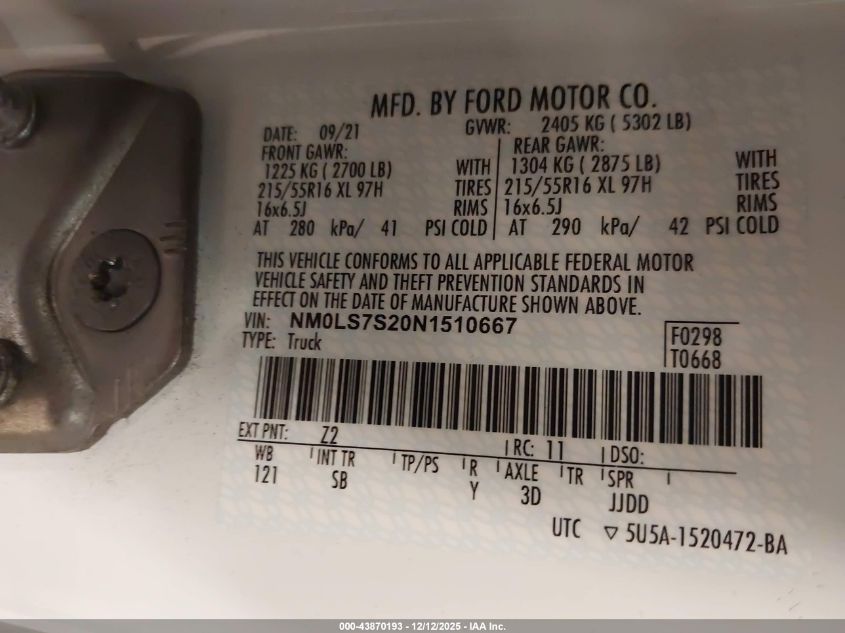 MFD. BY FORD MOTOR CO.
DATE: 09/21 GVWR: 2405 KG ( 5302 LB)
FRONT GAWR: REAR GAWR:
1225 KG ( 2700 LB) WITH 1304 KG ( 2875 LB) WITH
215/55R16 XL 97H TIRES 215/55R16 XL 97H TIRES
16x6.5J RIMS 16x6.5J RIMS
AT 280 kPa/ 41 PSI COLD AT 290 kPa/ 42 PSI COLD
THIS VEHICLE CONFORMS TO ALL APPLICABLE FEDERAL MOTOR
VEHICLE SAFETY AND THEFT PREVENTION STANDARDS IN
EFFECT ON THE DATE OF MANUFACTURE SHOWN ABOVE.
VIN: NM0LS7S20N1510667
TYPE: Truck
F0298
T0668
EXT PNT: Z2 RC: 11 DSO:
WB INT TR TP/PS R AXLE TR SPR
121 SB Y 3D JJDD
UTC ▽ 5U5A-1520472-BA
000-43870193 - 12/12/2025 - IAA Inc.